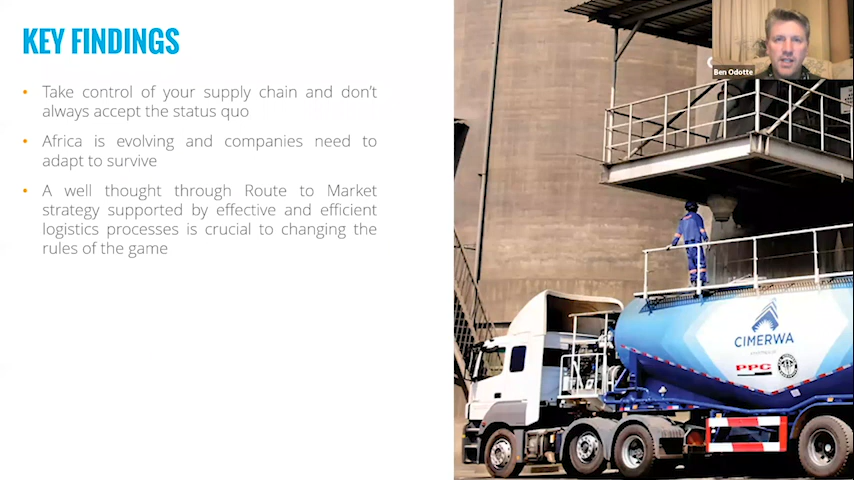 KEY FINDINGS
• Take control of your supply chain and don't
always accept the status quo
• Africa is evolving and companies need to
adapt to survive
• A well thought through Route to Market
strategy supported by effective and efficient
logistics processes is crucial to changing the
rules of the game
Ben Odotte
CIMERWA
PPC